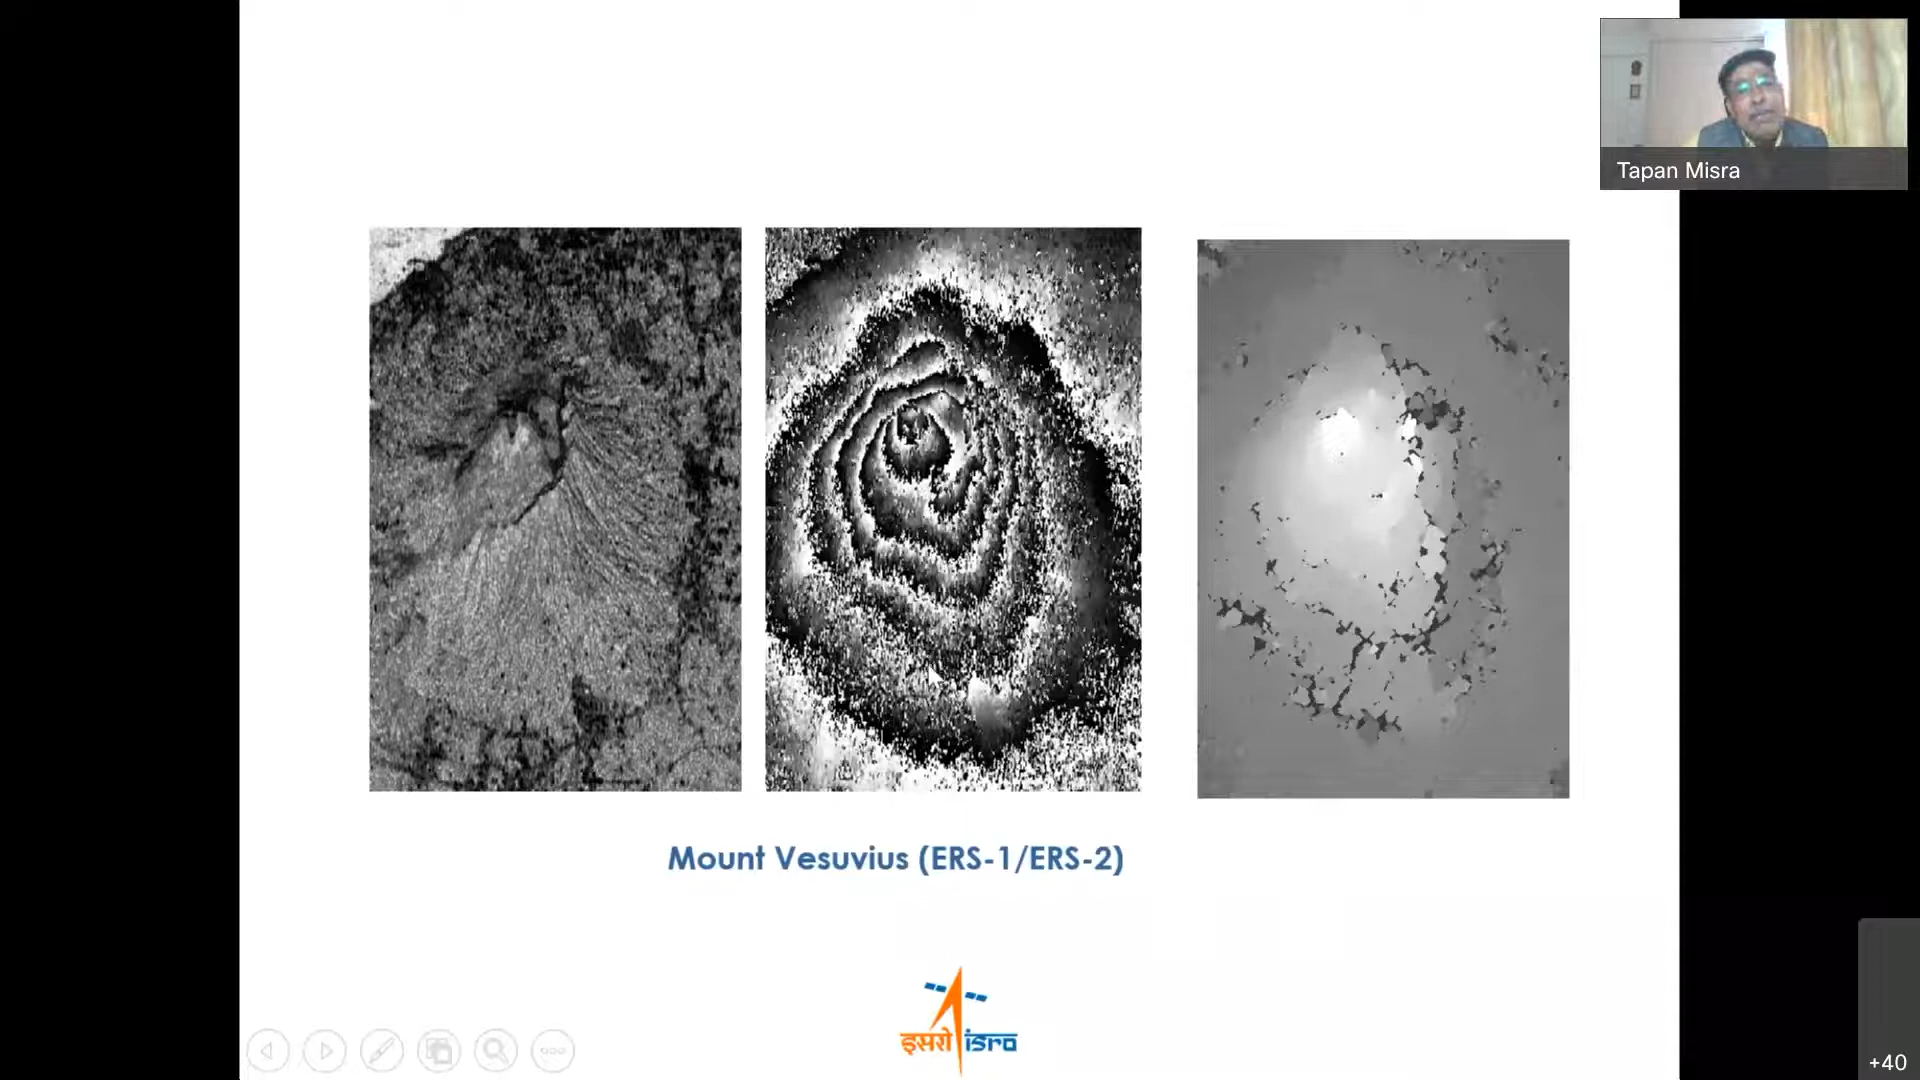 Tapan Misra
Mount Vesuvius (ERS-1/ERS-2)
इसरो isro
+40